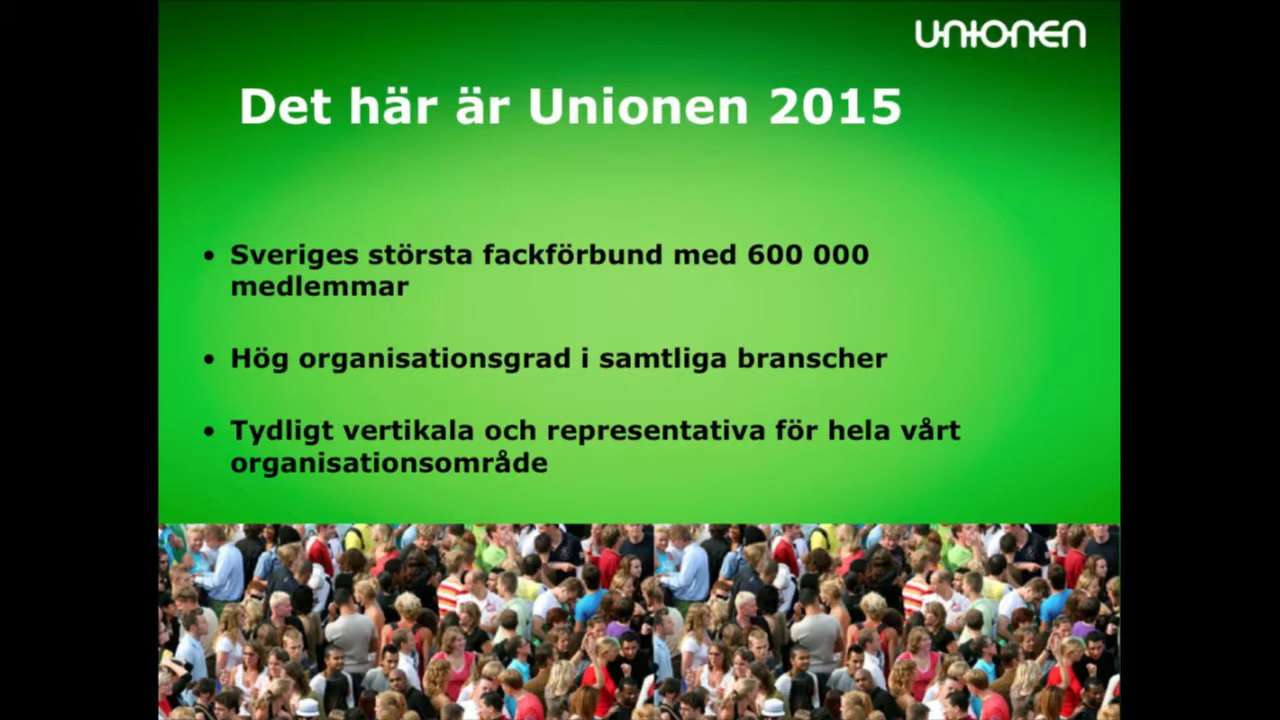 UNIONEN
Det här är Unionen 2015
• Sveriges största fackförbund med 600 000
medlemmar
• Hög organisationsgrad i samtliga branscher
• Tydligt vertikala och representativa för hela vårt
organisationsområde